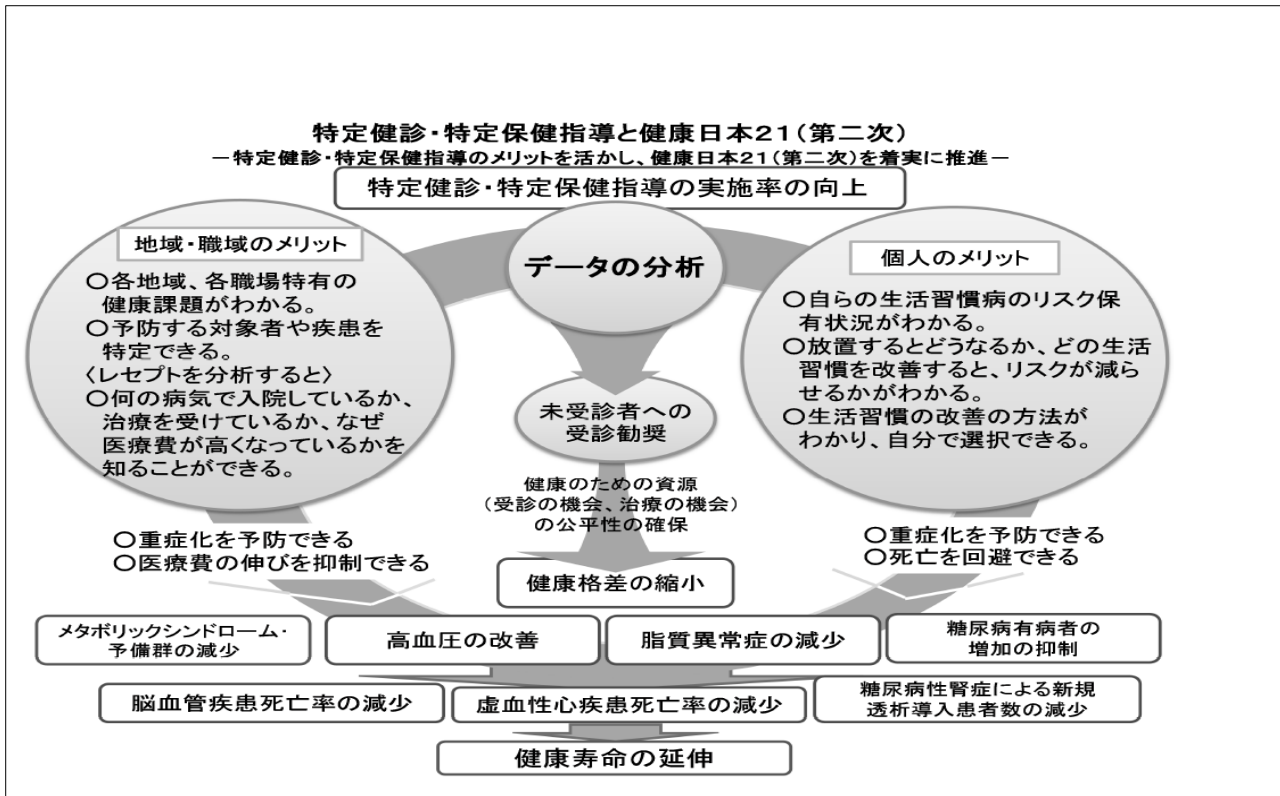 特定健診・特定保健指導と健康日本21(第二次)
－特定健診・特定保健指導のメリットを活かし、健康日本21(第二次)を着実に推進－
特定健診・特定保健指導の実施率の向上
地域・職域のメリット
○各地域、各職場特有の
健康課題がわかる。
○予防する対象者や疾患を
特定できる。
〈レセプトを分析すると〉
○何の病気で入院しているか、
治療を受けているか、なぜ
医療費が高くなっているかを
知ることができる。
データの分析
個人のメリット
○自らの生活習慣病のリスク保
有状況がわかる。
○放置するとどうなるか、どの生活
習慣を改善すると、リスクが減ら
せるかがわかる。
○生活習慣の改善の方法が
わかり、自分で選択できる。
未受診者への
受診勧奨
健康のための資源
(受診の機会、治療の機会)
の公平性の確保
○重症化を予防できる
○医療費の伸びを抑制できる
○重症化を予防できる
○死亡を回避できる
健康格差の縮小
メタボリックシンドローム・
予備群の減少
高血圧の改善
脂質異常症の減少
糖尿病有病者の
増加の抑制
脳血管疾患死亡率の減少
虚血性心疾患死亡率の減少
糖尿病性腎症による新規
透析導入患者数の減少
健康寿命の延伸